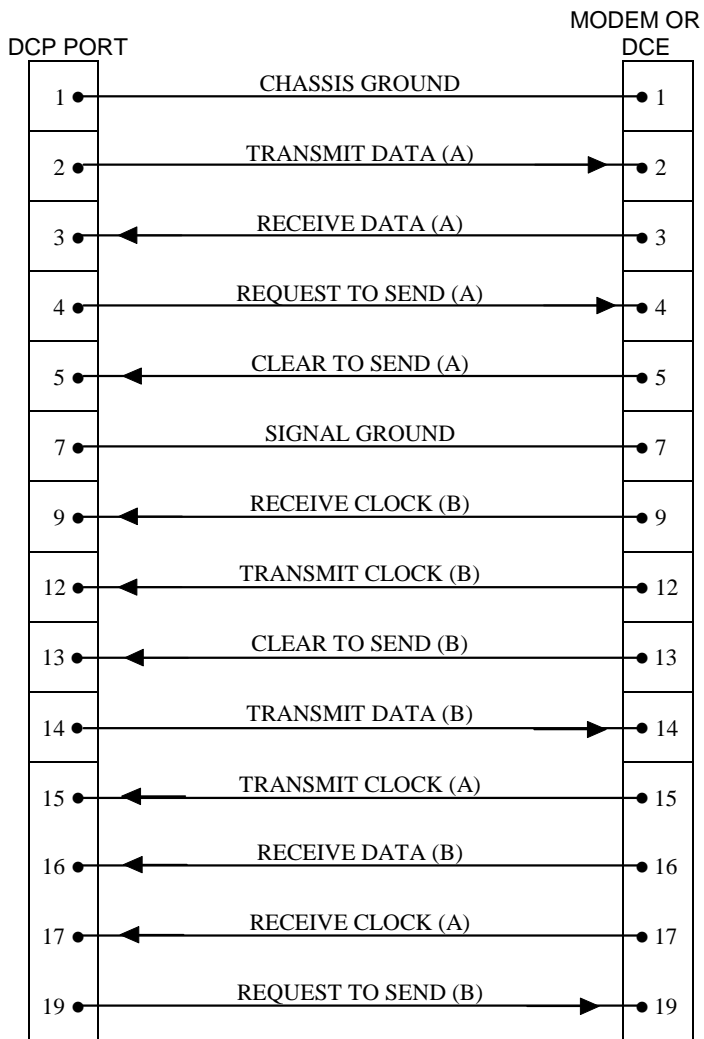 MODEM OR
DCP PORT DCE
1 CHASSIS GROUND 1
2 TRANSMIT DATA (A) 2
3 RECEIVE DATA (A) 3
4 REQUEST TO SEND (A) 4
5 CLEAR TO SEND (A) 5
7 SIGNAL GROUND 7
9 RECEIVE CLOCK (B) 9
12 TRANSMIT CLOCK (B) 12
13 CLEAR TO SEND (B) 13
14 TRANSMIT DATA (B) 14
15 TRANSMIT CLOCK (A) 15
16 RECEIVE DATA (B) 16
17 RECEIVE CLOCK (A) 17
19 REQUEST TO SEND (B) 19